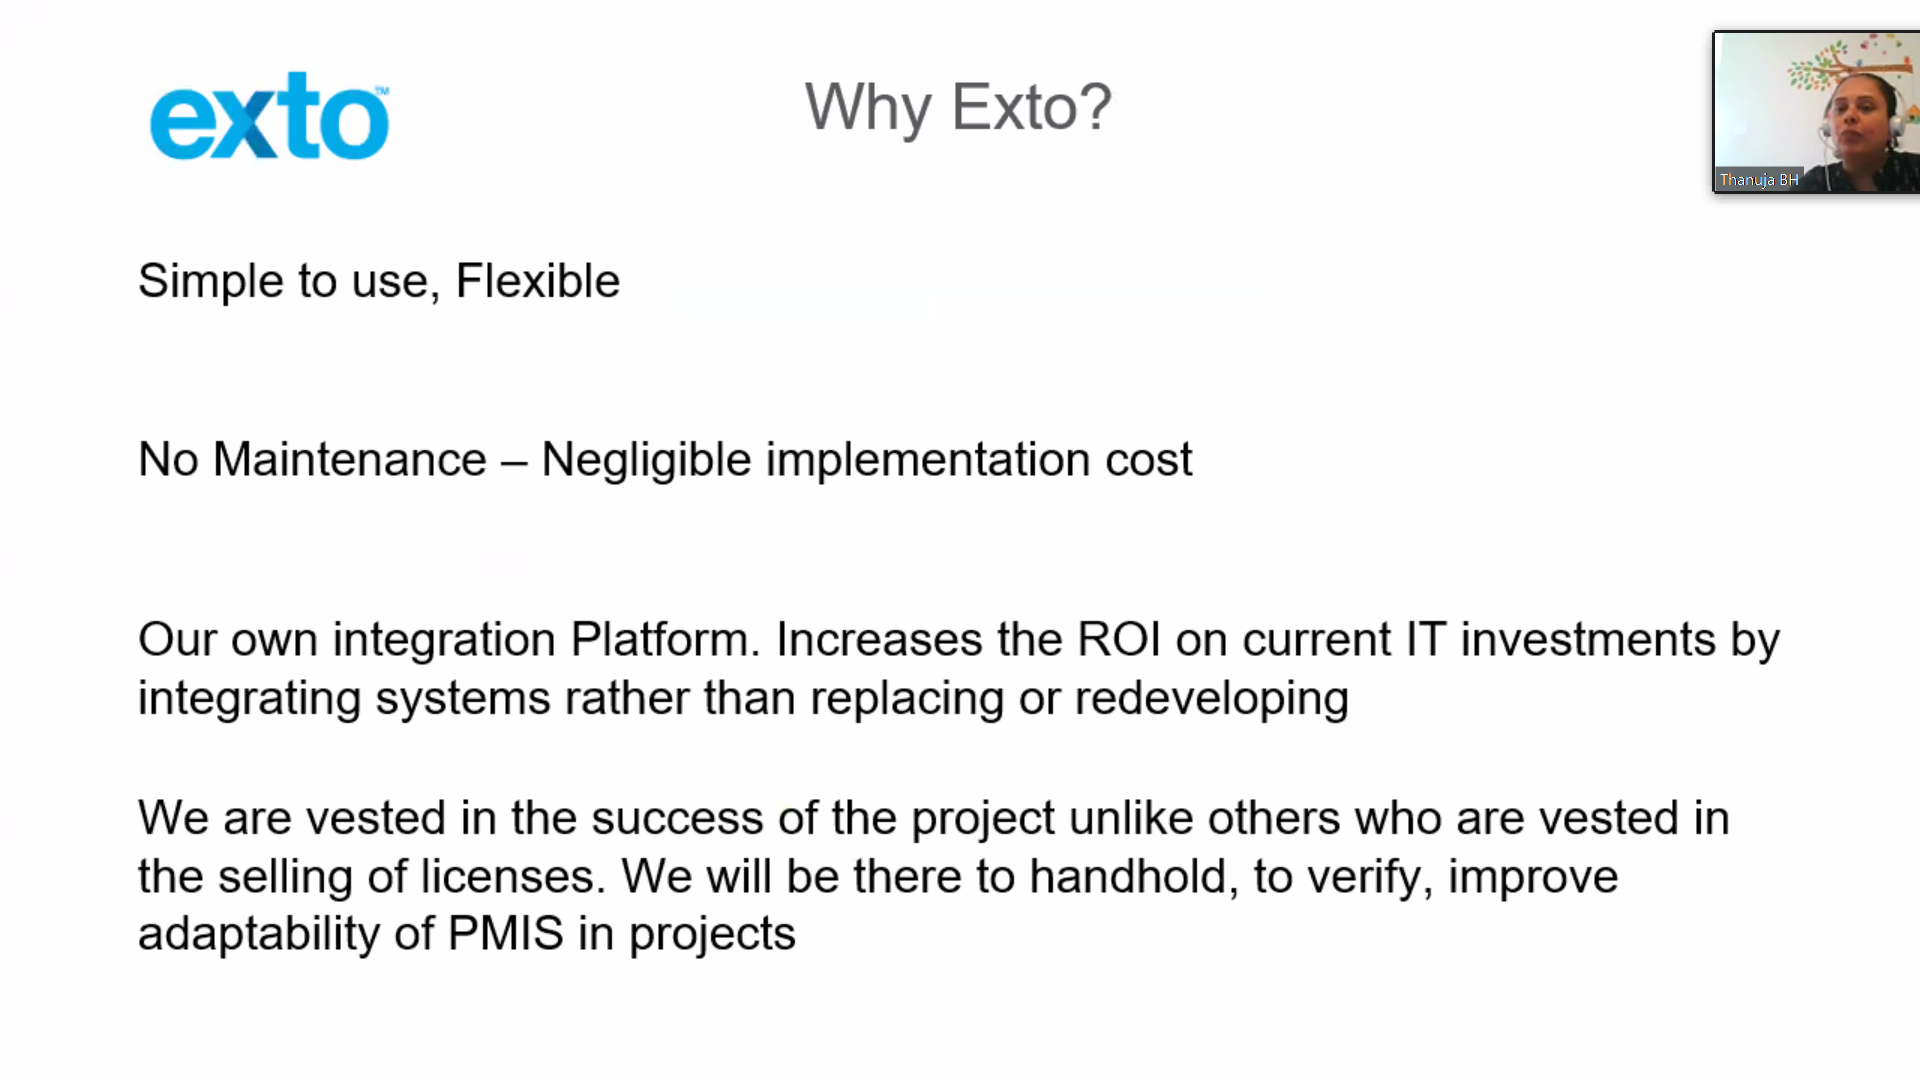 exto™
Why Exto?
Thanuja BH
Simple to use, Flexible
No Maintenance – Negligible implementation cost
Our own integration Platform. Increases the ROI on current IT investments by
integrating systems rather than replacing or redeveloping
We are vested in the success of the project unlike others who are vested in
the selling of licenses. We will be there to handhold, to verify, improve
adaptability of PMIS in projects